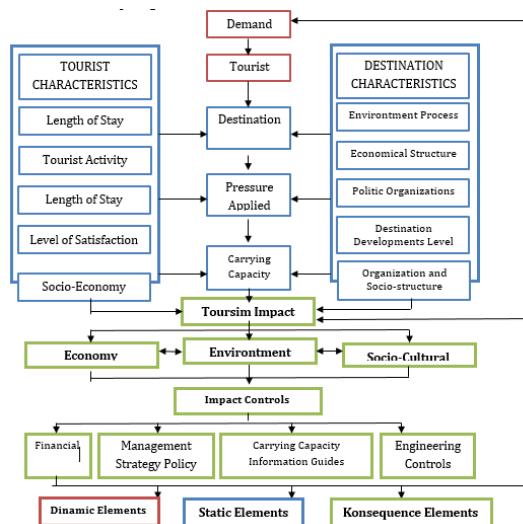 Demand
Tourist
TOURIST
CHARACTERISTICS
Length of Stay
Tourist Activity
Length of Stay
Level of Satisfaction
Socio-Economy
Destination
Pressure
Applied
Carrying
Capacity
DESTINATION
CHARACTERISTICS
Environtment Process
Economical Structure
Politic Organizations
Destination
Developments Level
Organization and
Socio-structure
Toursim Impact
Economy
Environtment
Socio-Cultural
Impact Controls
Financial
Management
Strategy Policy
Carrying Capacity
Information Guides
Engineering
Controls
Dinamic Elements
Static Elements
Konsequence Elements